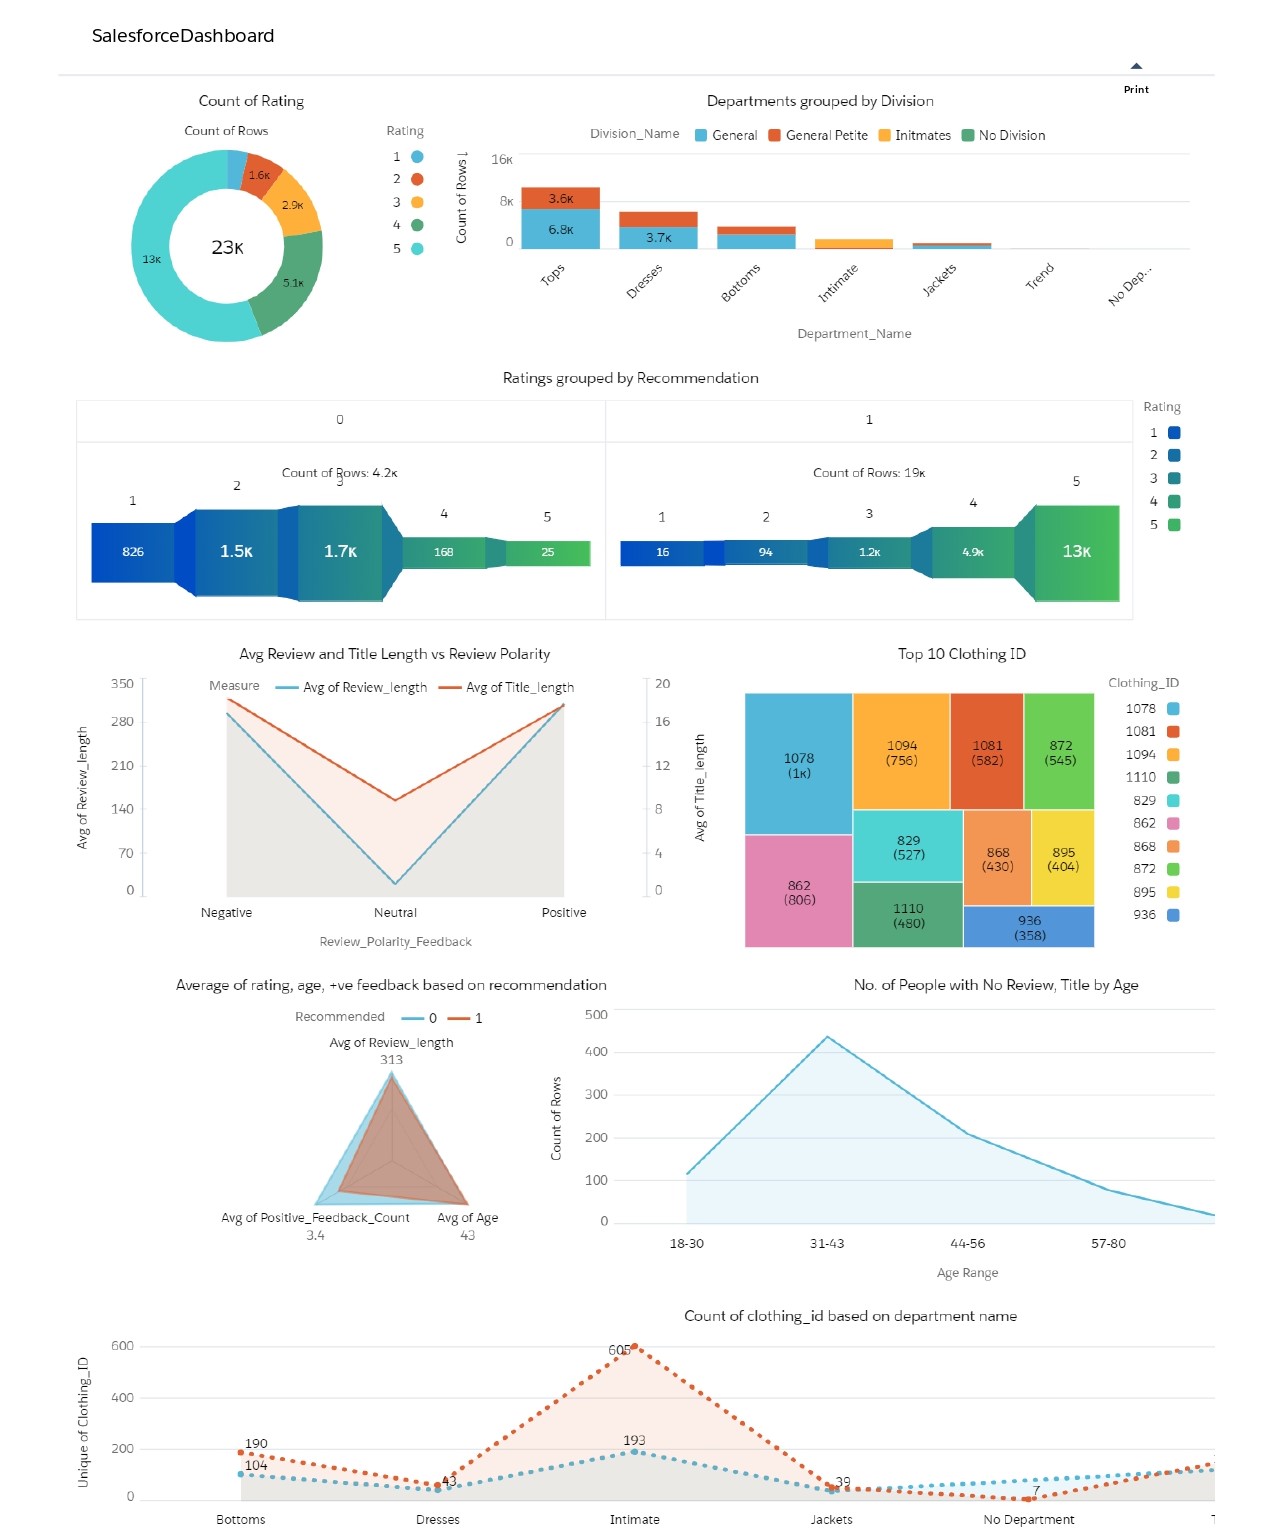 SalesforceDashboard
Print
Count of Rating
Count of Rows
Rating
1
2
3
4
5
1.6K
2.9K
5.1K
13K
23K
Departments grouped by Division
Division_Name General General Petite Initmates No Division
Count of Rows↓
16K
8K
0
3.6K
6.8K
3.7K
Tops
Dresses
Bottoms
Intimate
Jackets
Trend
No Dep...
Department_Name
Ratings grouped by Recommendation
0
1
Rating
1
2
3
4
5
Count of Rows: 4.2K
1
2
3
4
5
826
1.5K
1.7K
168
25
Count of Rows: 19K
1
2
3
4
5
16
94
1.2K
4.9K
13K
Avg Review and Title Length vs Review Polarity
Measure Avg of Review_length Avg of Title_length
Avg of Review_length
350
280
210
140
70
0
20
16
12
8
4
0
Avg of Title_length
Negative
Neutral
Positive
Review_Polarity_Feedback
Top 10 Clothing ID
Clothing_ID
1078
1081
1094
1110
829
862
868
872
895
936
1078
(1K)
1094
(756)
1081
(582)
872
(545)
829
(527)
868
(430)
895
(404)
862
(806)
1110
(480)
936
(358)
Average of rating, age, +ve feedback based on recommendation
Recommended 0 1
Avg of Review_length
313
Avg of Positive_Feedback_Count
3.4
Avg of Age
43
No. of People with No Review, Title by Age
Count of Rows
500
400
300
200
100
0
18-30
31-43
44-56
57-80
Age Range
Count of clothing_id based on department name
Unique of Clothing_ID
600
400
200
0
190
104
43
605
193
39
7
Bottoms
Dresses
Intimate
Jackets
No Department